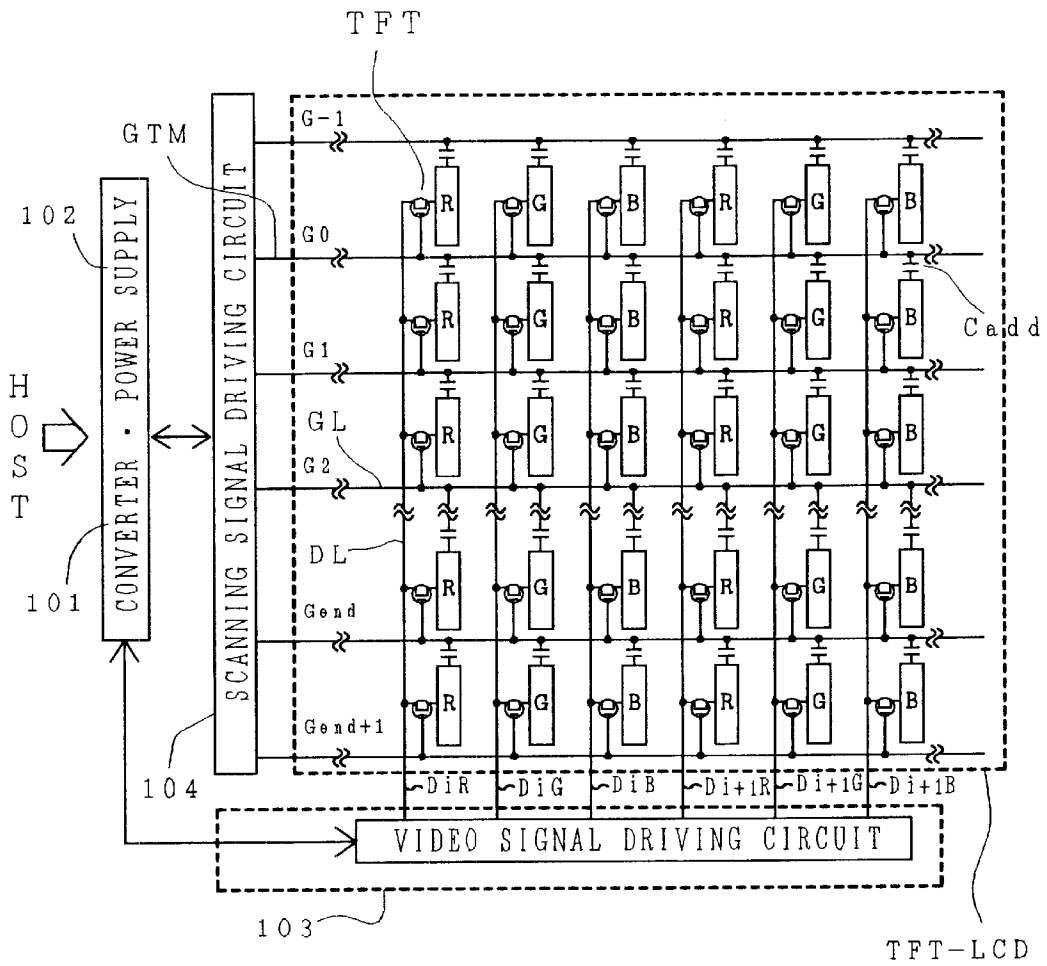 TFT
G-1
GTM
102
R G B R G B
G0
Cadd
R G B R G B
HOST
CONVERTER · POWER SUPPLY
SCANNING SIGNAL DRIVING CIRCUIT
G1
GL
R G B R G B
G2
DL
101
R G B R G B
Gend
R G B R G B
Gend+1
104
DiR DiG DiB Di+1R Di+1G Di+1B
VIDEO SIGNAL DRIVING CIRCUIT
103
TFT-LCD